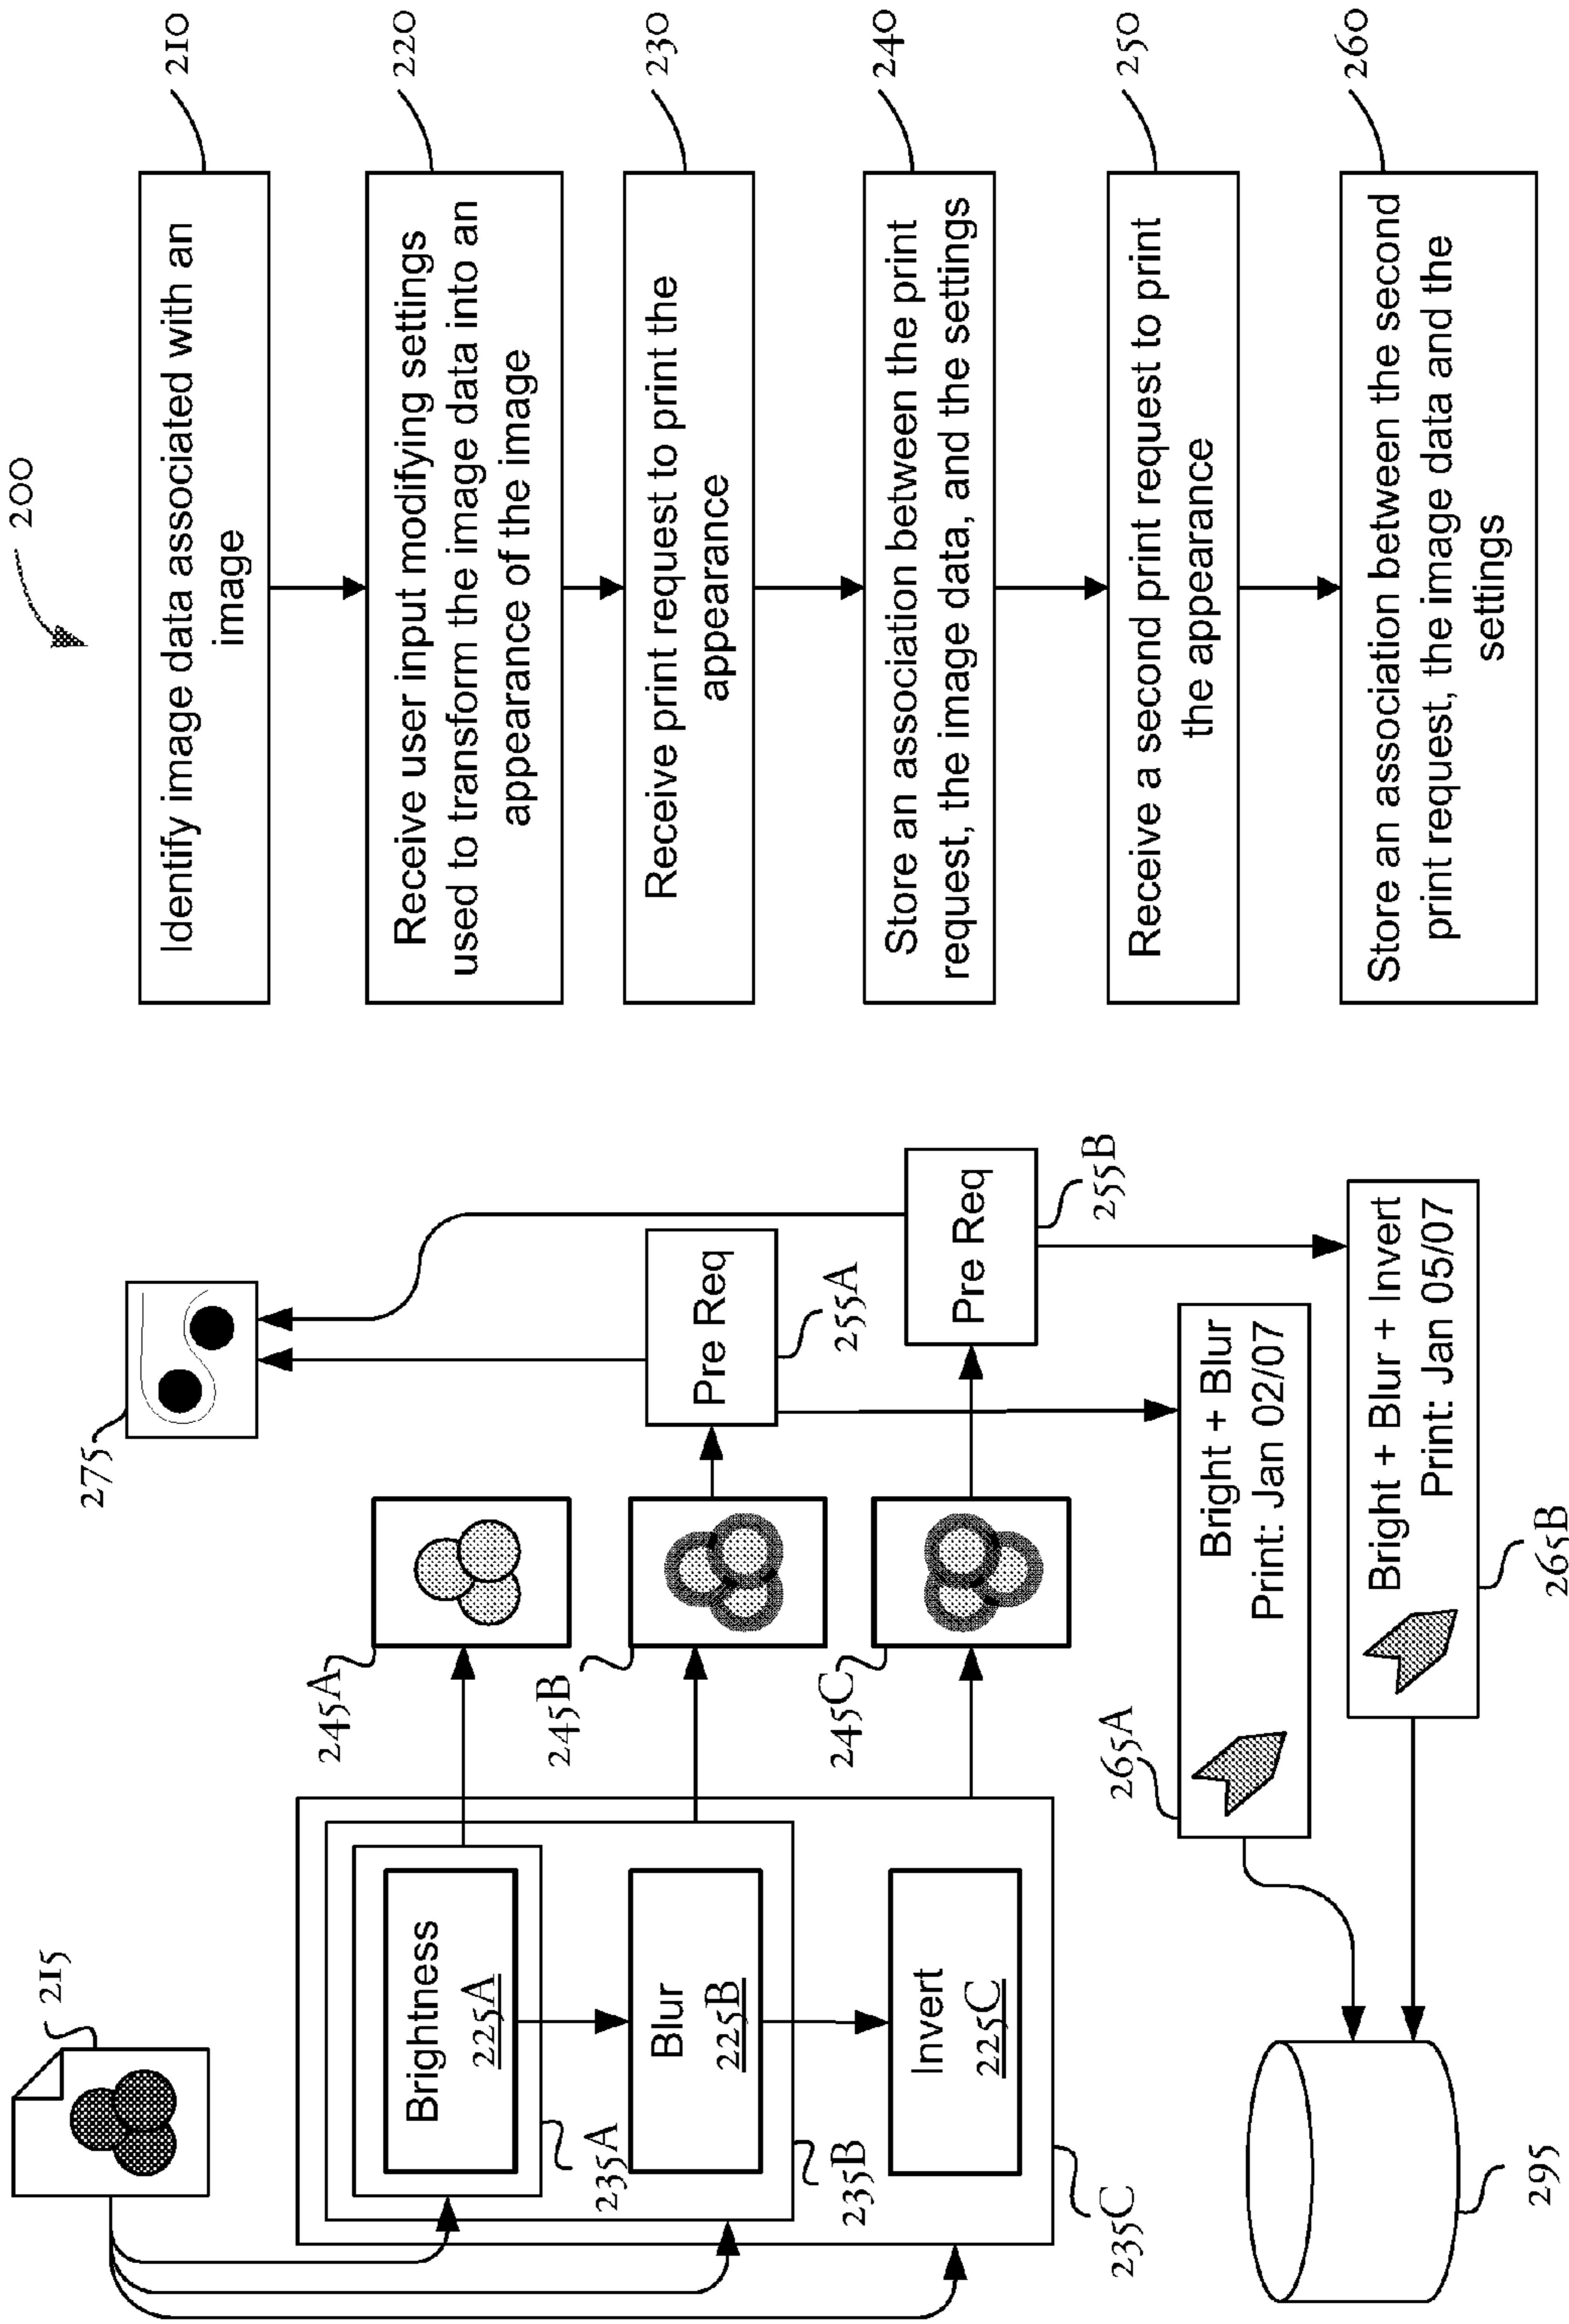 200
Identify image data associated with an
image
210
Receive user input modifying settings
used to transform the image data into an
appearance of the image
220
Receive print request to print the
appearance
230
Store an association between the print
request, the image data, and the settings
240
Receive a second print request to print
the appearance
250
Store an association between the second
print request, the image data and the
settings
260
215
275
Brightness
225A
235A
245A
Blur
225B
235B
245B
Pre Req
255A
Invert
225C
235C
245C
Pre Req
255B
265A
Bright + Blur
Print: Jan 02/07
Bright + Blur + Invert
Print: Jan 05/07
265B
295